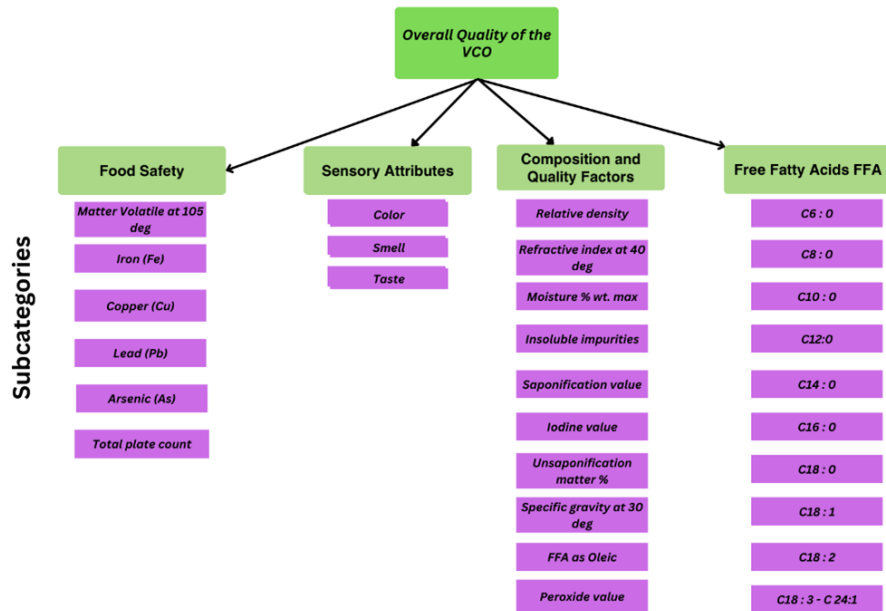 Overall Quality of the
VCO
Food Safety
Matter Volatile at 105
deg
Iron (Fe)
Copper (Cu)
Lead (Pb)
Arsenic (As)
Total plate count
Sensory Attributes
Color
Smell
Taste
Composition and
Quality Factors
Relative density
Refractive index at 40
deg
Moisture % wt. max
Insoluble impurities
Saponification value
Iodine value
Unsaponification
matter %
Specific gravity at 30
deg
FFA as Oleic
Peroxide value
Free Fatty Acids FFA
C6 : 0
C8 : 0
C10 : 0
C12:0
C14 : 0
C16 : 0
C18 : 0
C18 : 1
C18 : 2
C18 : 3 - C 24:1
Subcategories